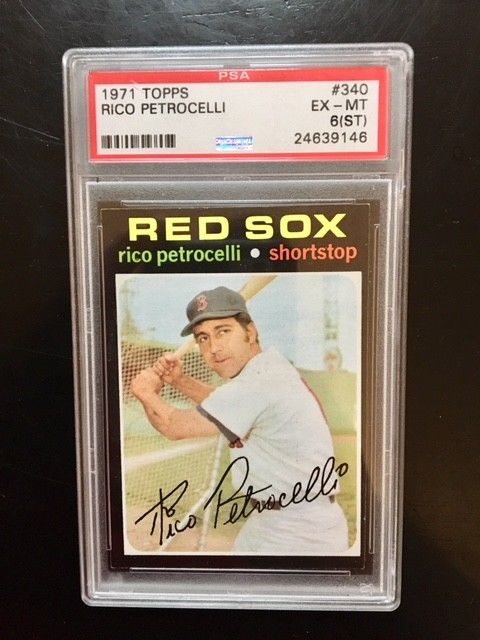 PSA
1971 TOPPS #340
RICO PETROCELLI EX - MT
6(ST)
24639146
RED SOX
rico petrocelli • shortstop
B
Rico Petrocelli